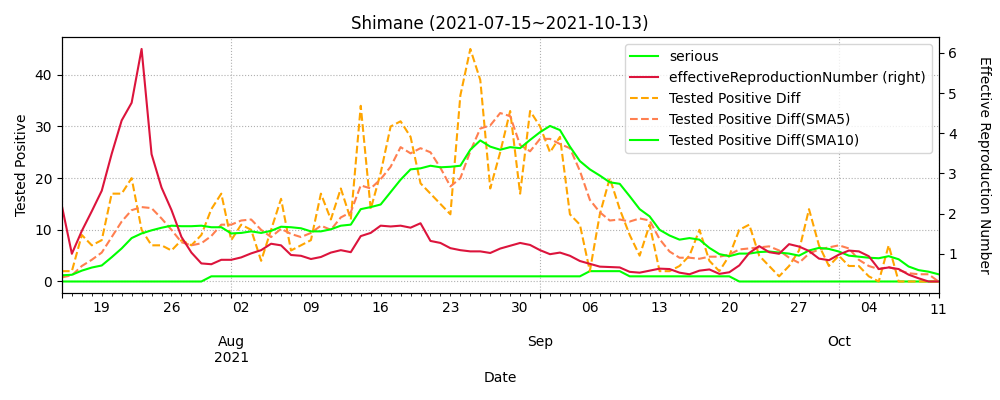 Shimane (2021-07-15~2021-10-13)
serious
effectiveReproductionNumber (right)
Tested Positive Diff
Tested Positive Diff(SMA5)
Tested Positive Diff(SMA10)
Tested Positive
40
30
20
10
0
6
5
4
3
2
1
Effective Reproduction Number
19 26 02 09 16 23 30 06 13 20 27 04 11
Aug Sep Oct
2021
Date